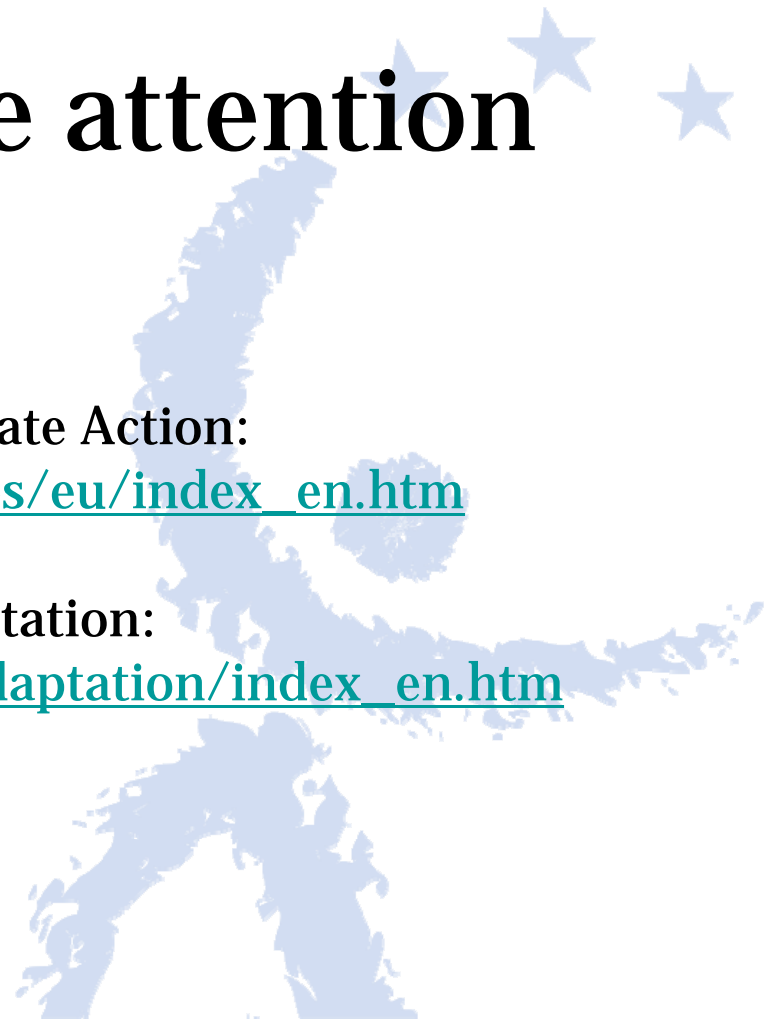 e attention
ate Action:
s/eu/index_en.htm
tation:
laptation/index_en.htm